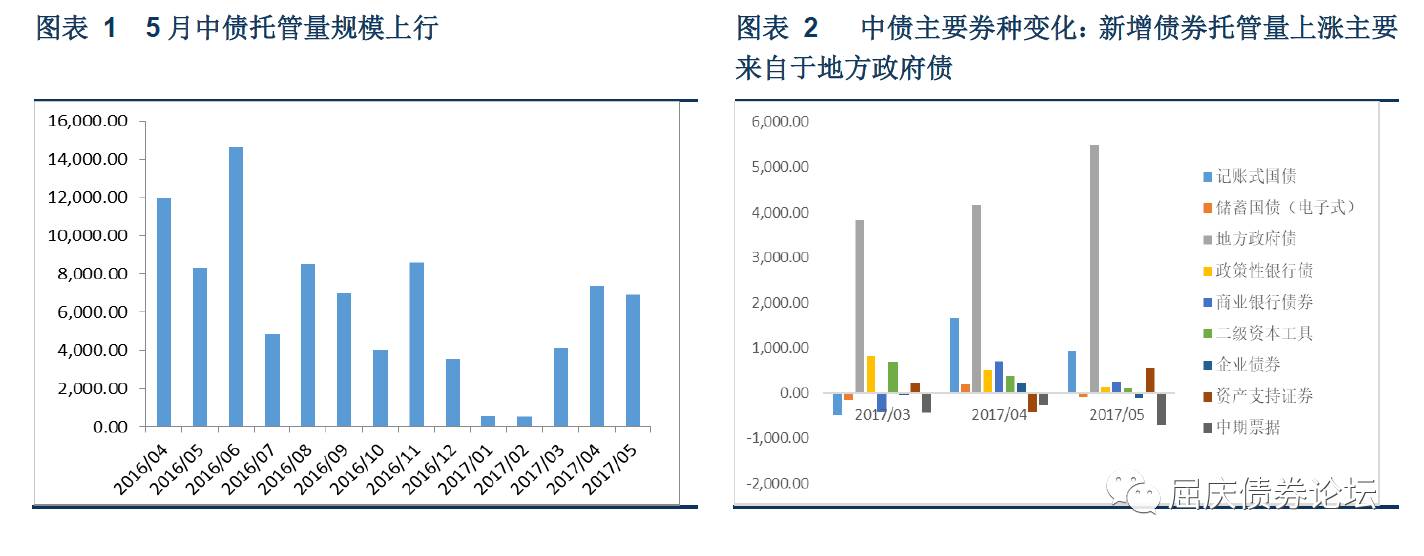 图表 1 5月中债托管量规模上行
16,000.00
14,000.00
12,000.00
10,000.00
8,000.00
6,000.00
4,000.00
2,000.00
0.00
2016/04
2016/05
2016/06
2016/07
2016/08
2016/09
2016/10
2016/11
2016/12
2017/01
2017/02
2017/03
2017/04
2017/05
图表 2 中债主要券种变化：新增债券托管量上涨主要
来自于地方政府债
6,000.00
5,000.00
4,000.00
3,000.00
2,000.00
1,000.00
0.00
-1,000.00
-2,000.00
2017/03
2017/04
2017/05
记账式国债
储蓄国债（电子式）
地方政府债
政策性银行债
商业银行债券
二级资本工具
企业债券
资产支持证券
中期票据
屈庆债券论坛